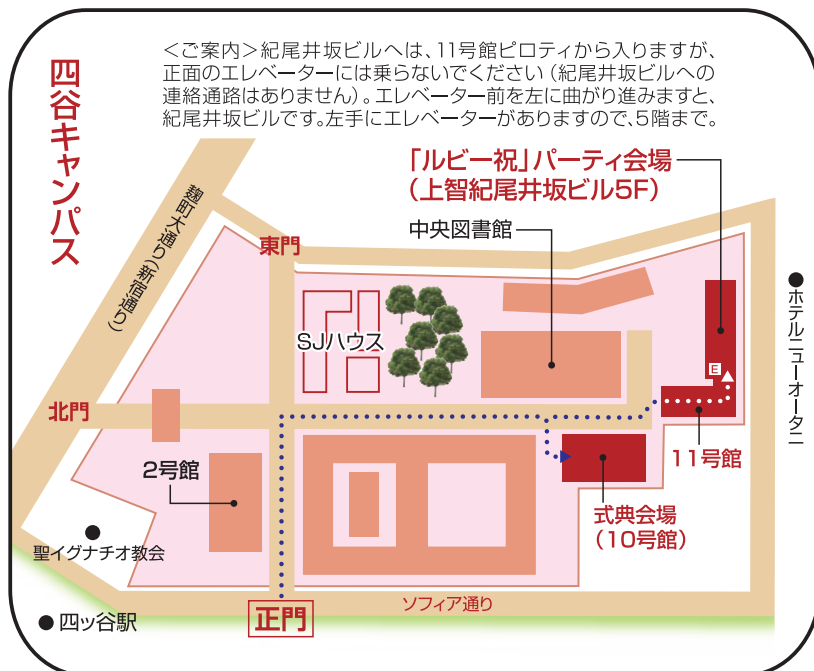 四谷キャンパス
<ご案内>紀尾井坂ビルへは、11号館ピロティから入りますが、
正面のエレベーターには乗らないでください(紀尾井坂ビルへの
連絡通路はありません)。エレベーター前を左に曲がり進みますと、
紀尾井坂ビルです。左手にエレベーターがありますので、5階まで。
「ルビー祝」パーティ会場
(上智紀尾井坂ビル5F)
麹町大通り(新宿通り)
中央図書館
東門
ホテルニューオータニ
SJハウス
E
北門
11号館
2号館
式典会場
(10号館)
聖イグナチオ教会
ソフィア通り
正門
四ッ谷駅